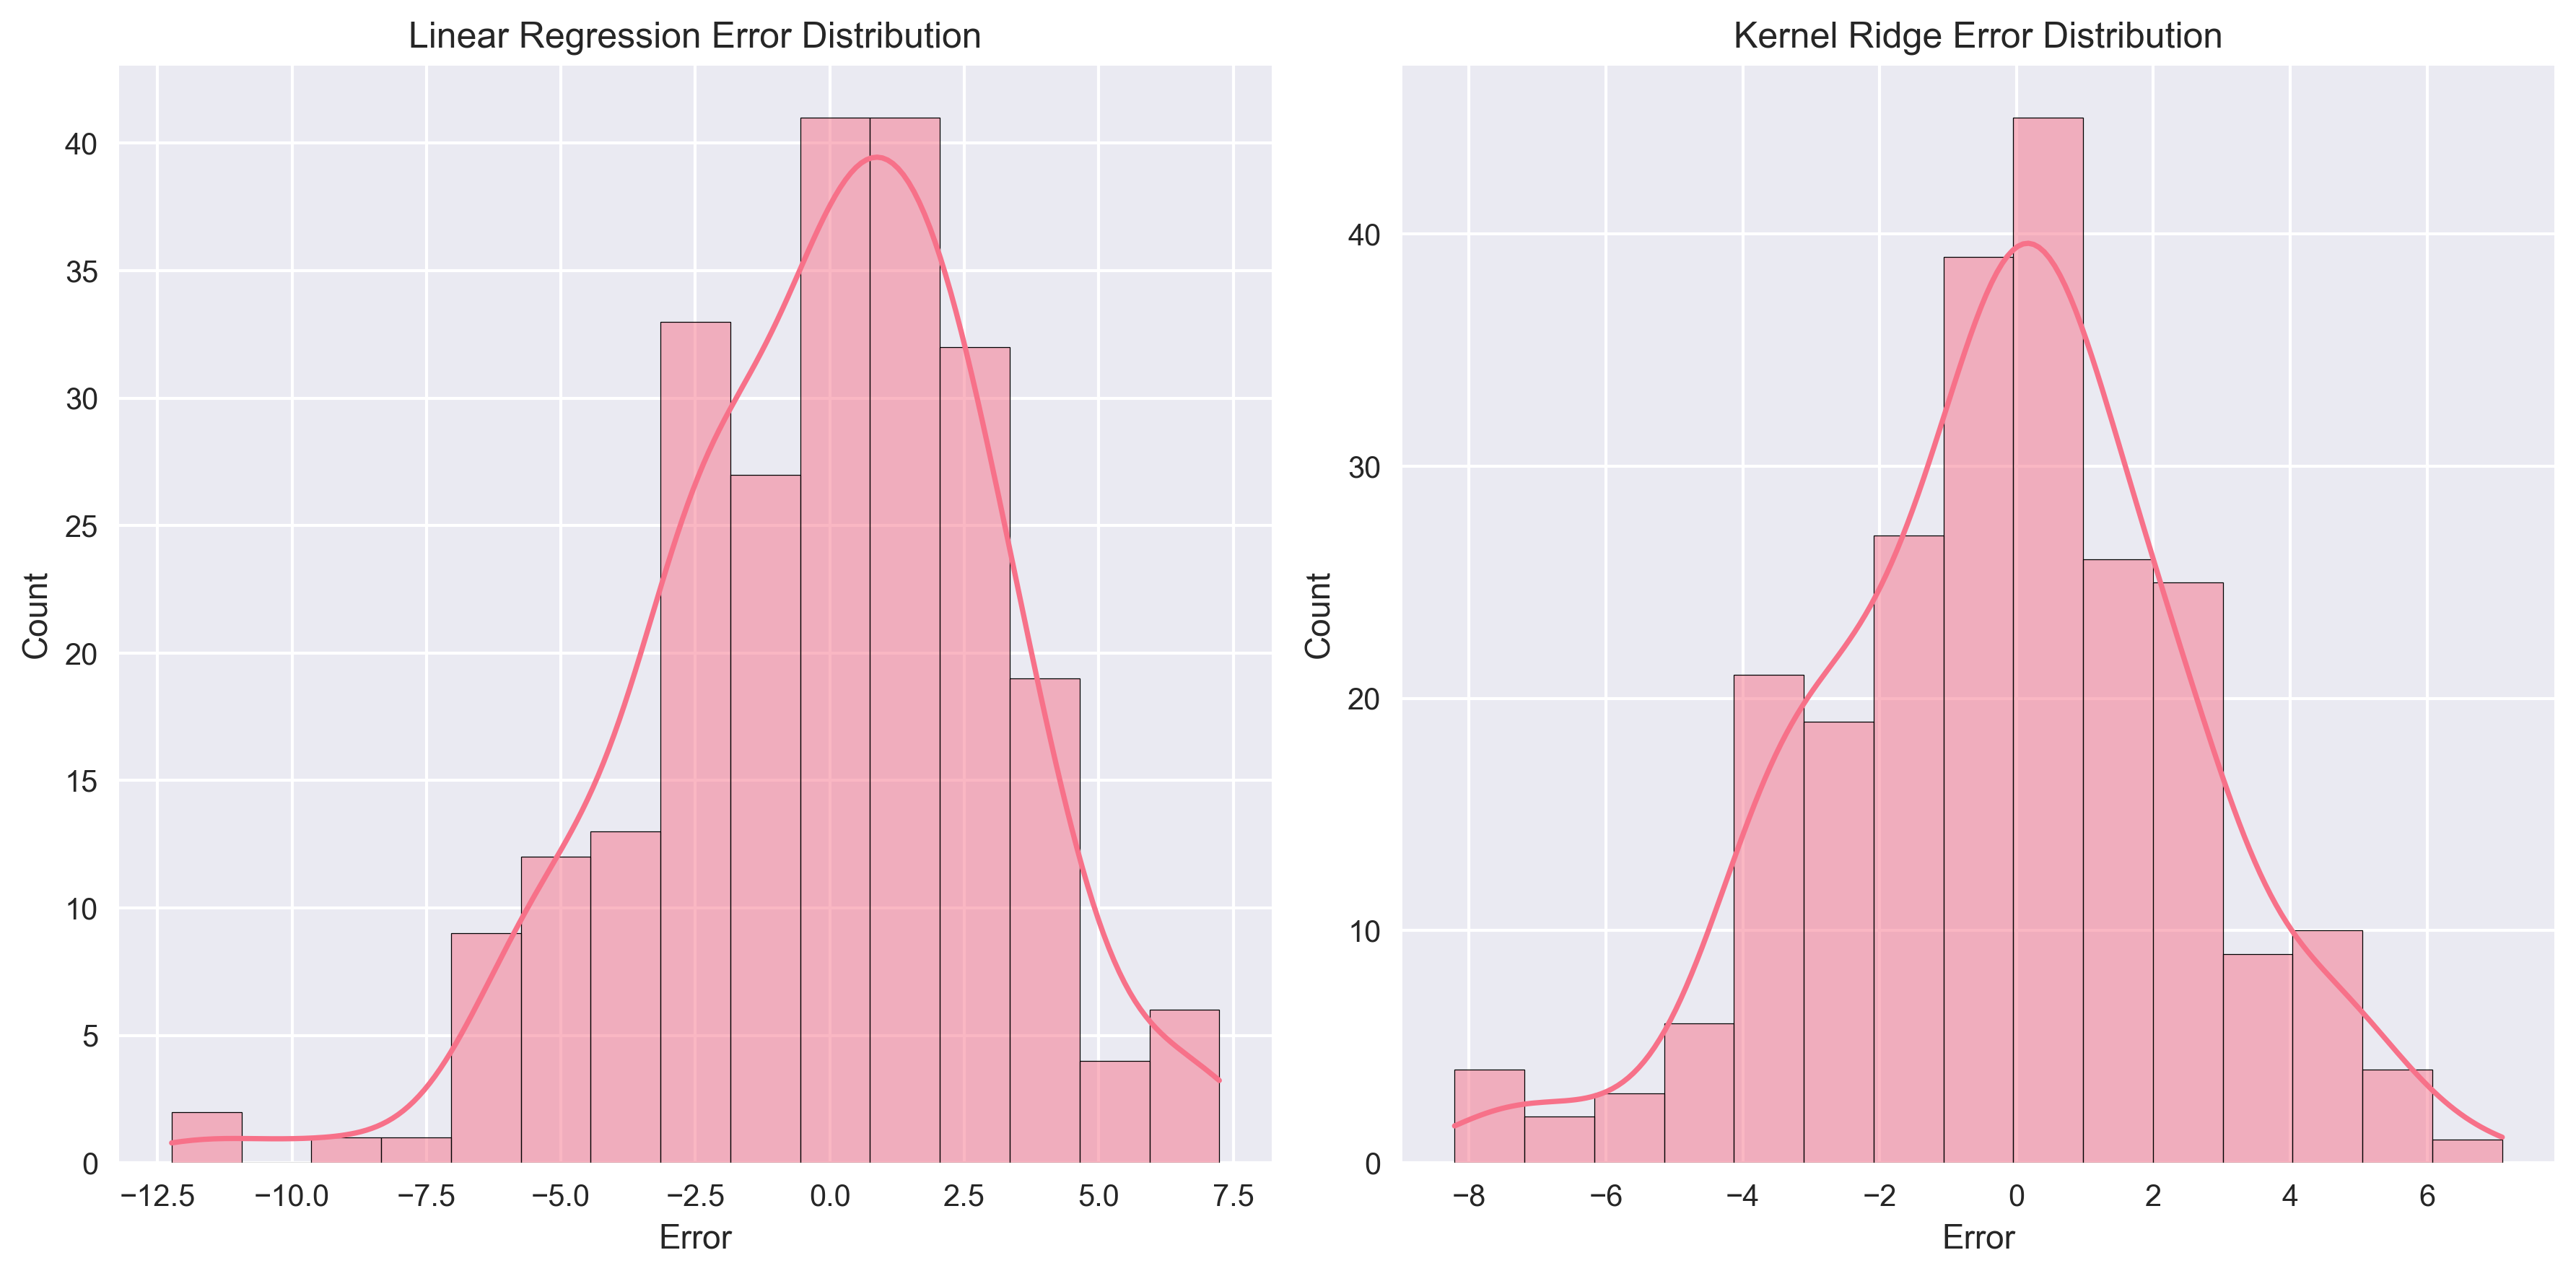 Linear Regression Error Distribution
Count
40
35
30
25
20
15
10
5
0
−12.5 −10.0 −7.5 −5.0 −2.5 0.0 2.5 5.0 7.5
Error
Kernel Ridge Error Distribution
Count
40
30
20
10
0
−8 −6 −4 −2 0 2 4 6
Error